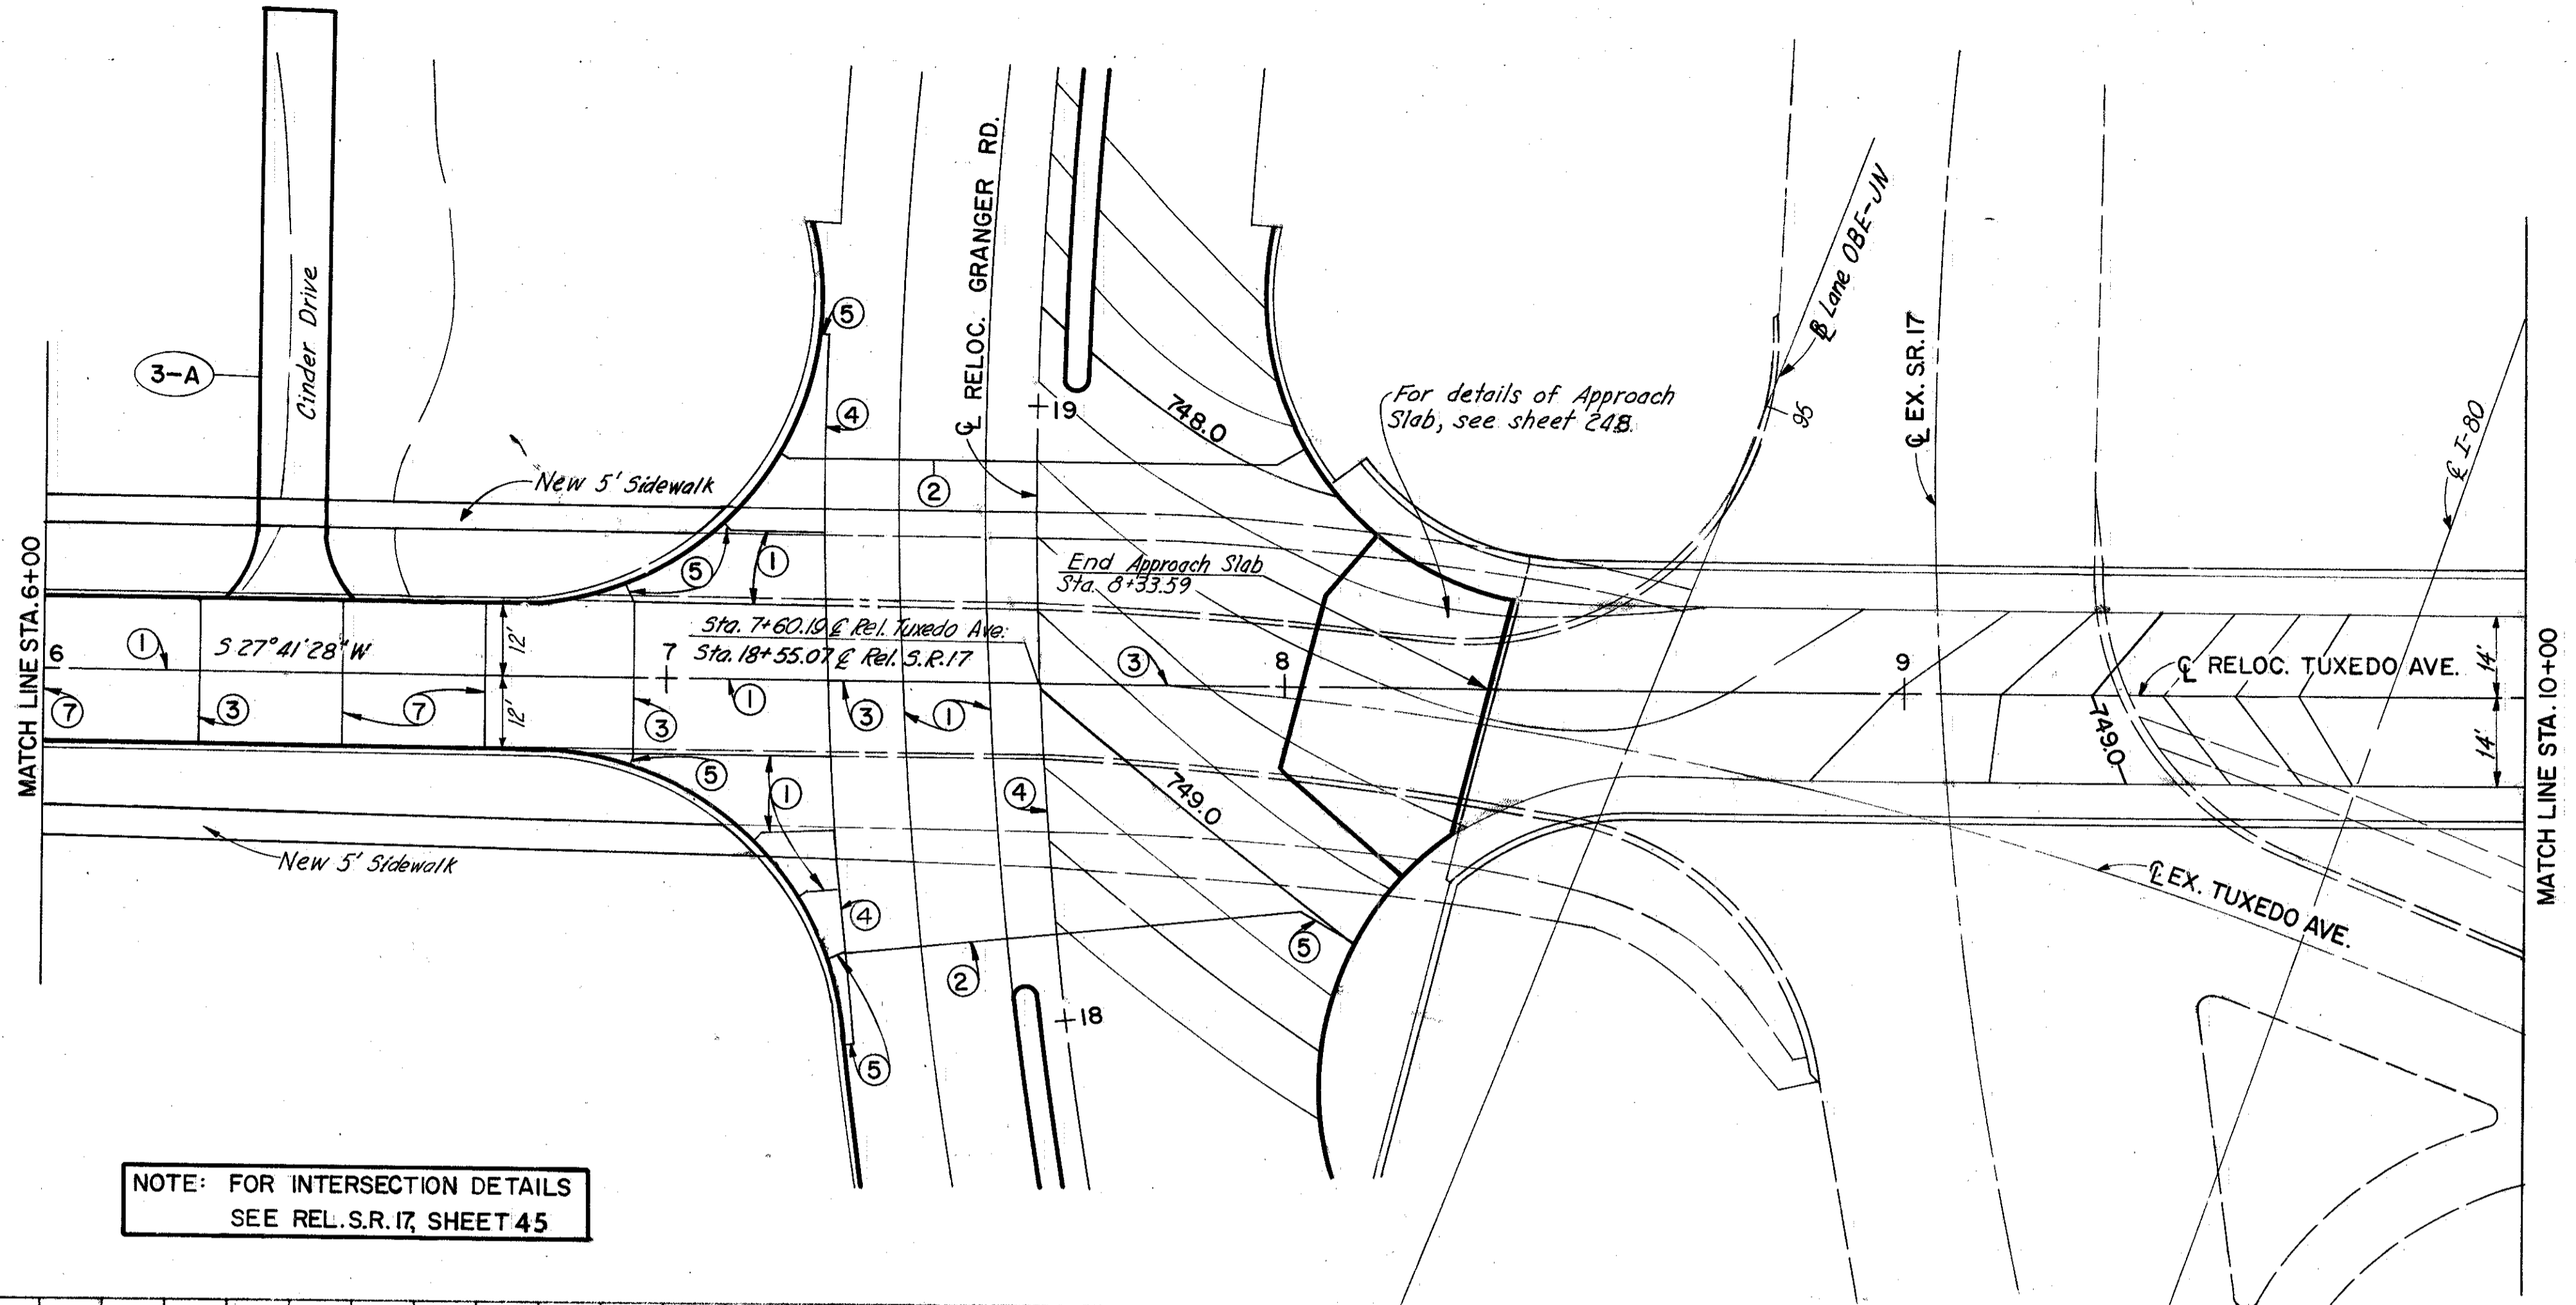 MATCH LINE STA. 6+00
3-A
Cinder Drive
New 5' Sidewalk
5
4
2
5
1
℄ RELOC. GRANGER RD.
19
748.0
For details of Approach
Slab, see sheet 248.
℄ Lane OBE-JN
95
℄ EX. S.R.17
℄ I-80
End Approach Slab
Sta. 8+33.59
6
1
S 27°41'28" W
12'
12'
7
3
7
3
7
Sta. 7+60.19 ℄ Rel. Tuxedo Ave.
Sta. 18+55.07 ℄ Rel. S.R.17
1
3
1
3
8
9
℄ RELOC. TUXEDO AVE.
14'
14'
749.0
MATCH LINE STA. 10+00
5
1
4
749.0
New 5' Sidewalk
4
5
2
18
5
℄ EX. TUXEDO AVE.
NOTE: FOR INTERSECTION DETAILS
SEE REL. S.R. 17, SHEET 45